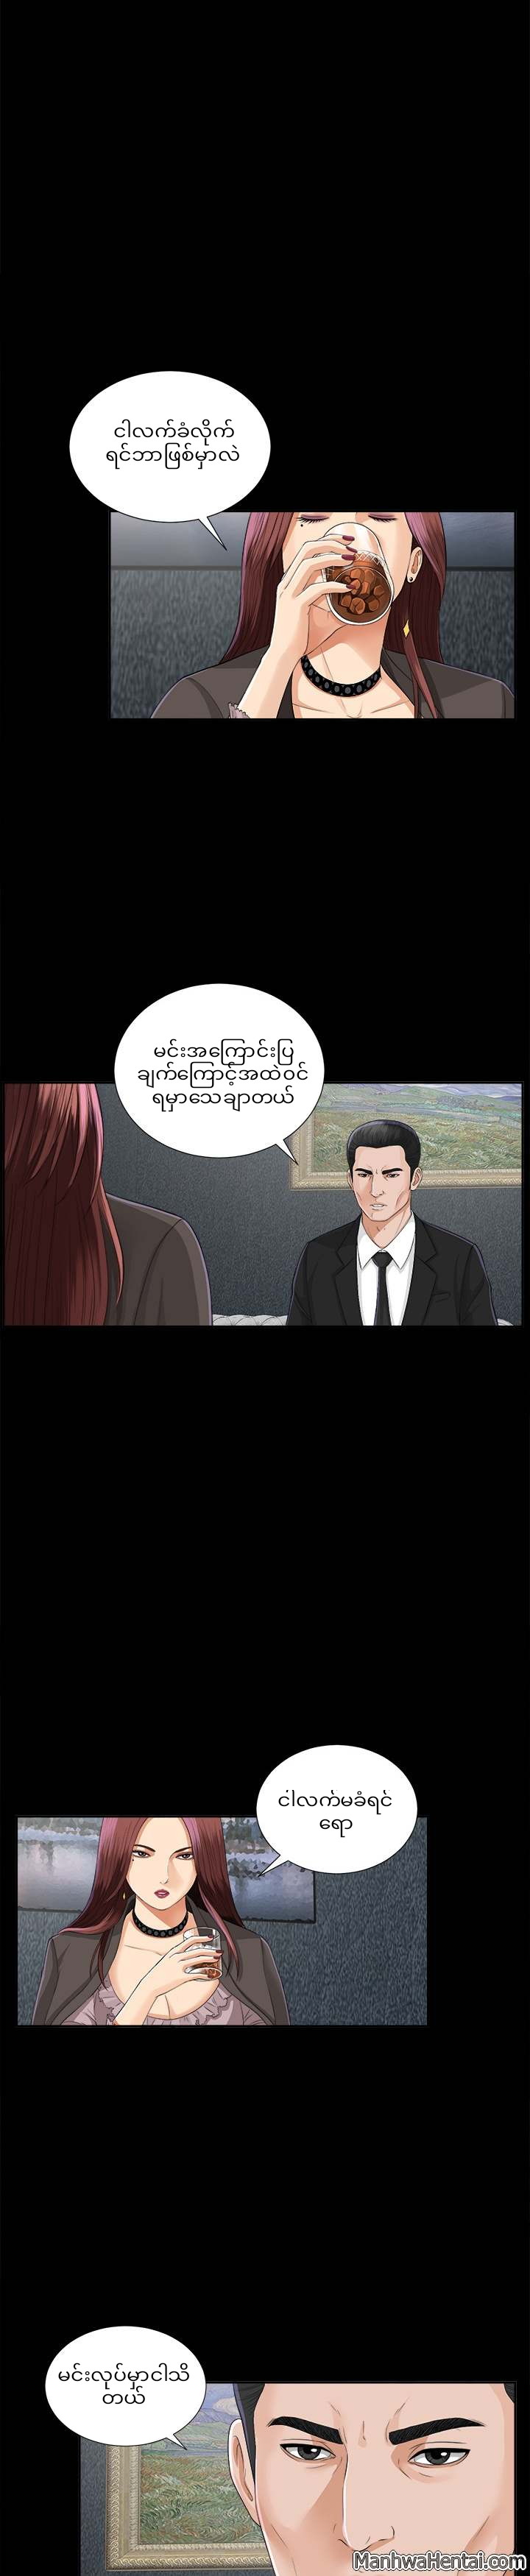 ငါလက်ခံလိုက်
ရင်ဘာဖြစ်မှာလဲ
မင်းအကြောင်းပြ
ချက်ကြောင့်အထဲဝင်
ရမှာသေချာတယ်
ငါလက်မခံရင်
ရော
မင်းလုပ်မှာငါသိ
တယ်
ManhwaHentai.com